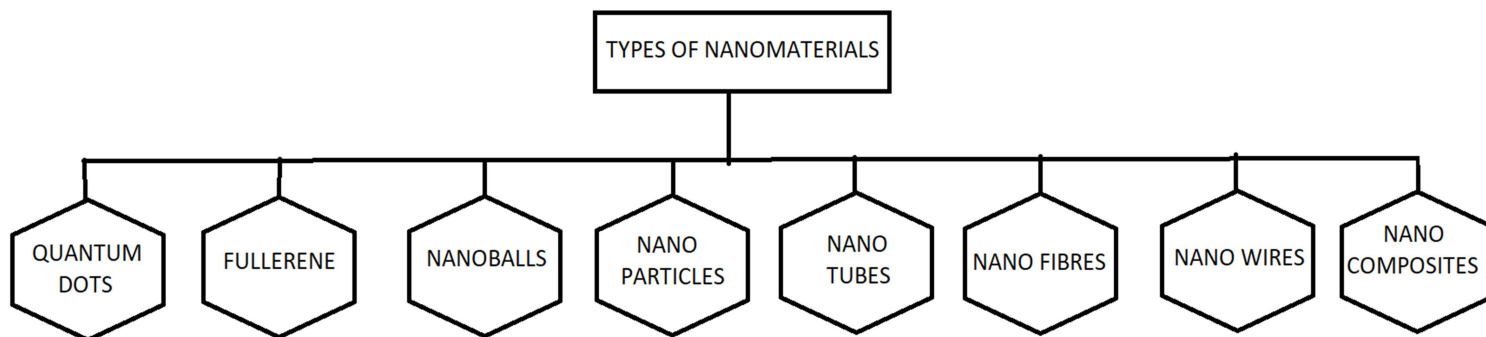 TYPES OF NANOMATERIALS
QUANTUM
DOTS
FULLERENE
NANOBALLS
NANO
PARTICLES
NANO
TUBES
NANO FIBRES
NANO WIRES
NANO
COMPOSITES